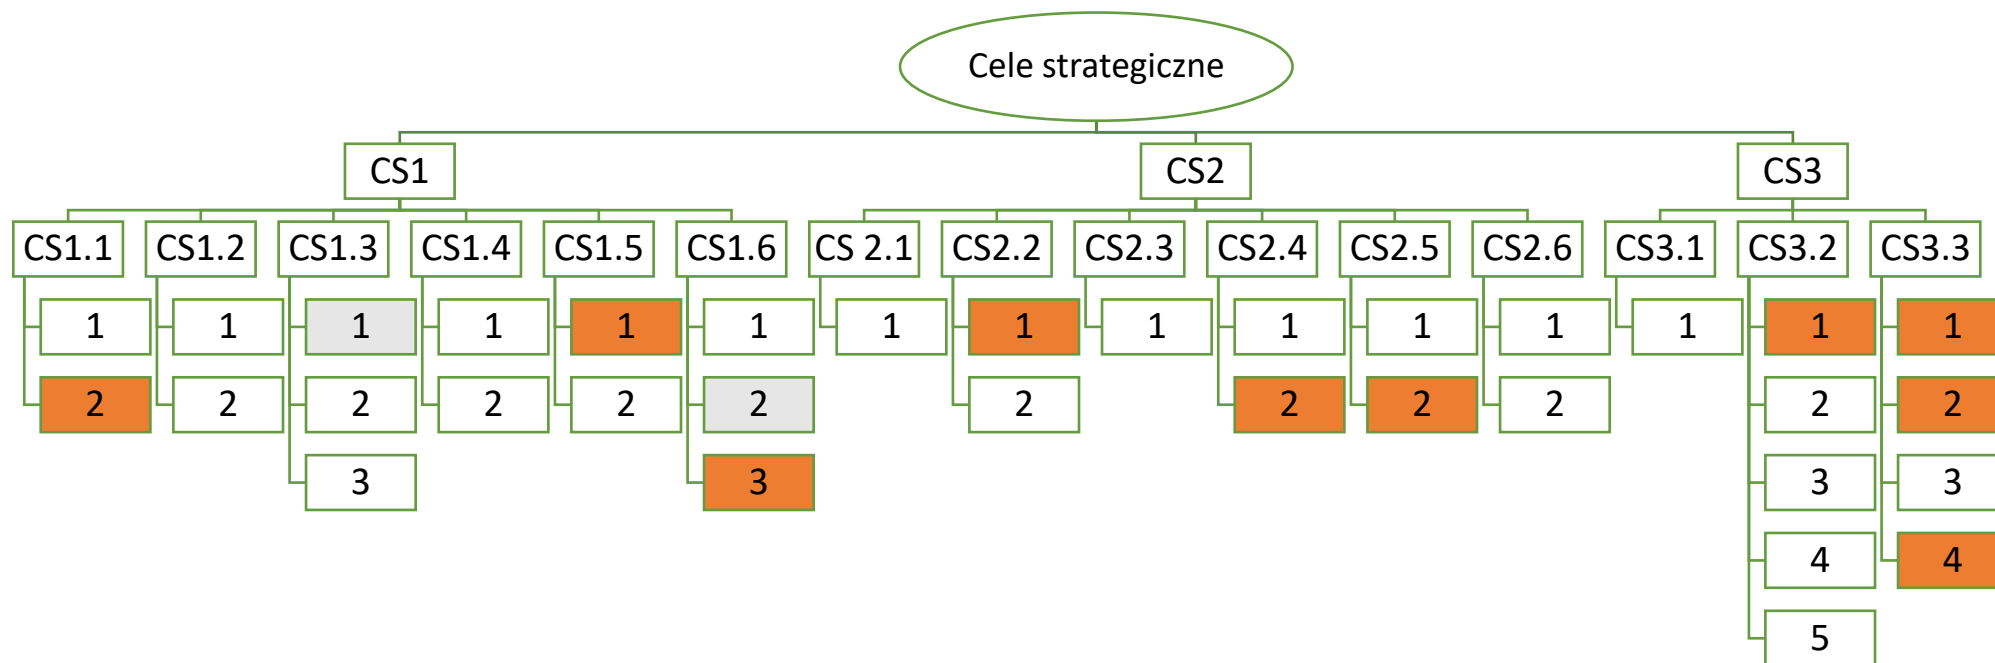 Cele strategiczne
CS1 CS2 CS3
CS1.1 CS1.2 CS1.3 CS1.4 CS1.5 CS1.6 CS 2.1 CS2.2 CS2.3 CS2.4 CS2.5 CS2.6 CS3.1 CS3.2 CS3.3
1 1 1 1 1 1 1 1 1 1 1 1 1 1 1
2 2 2 2 2 2 2 2 2 2 2 2
3 3 3 3
4 4
5